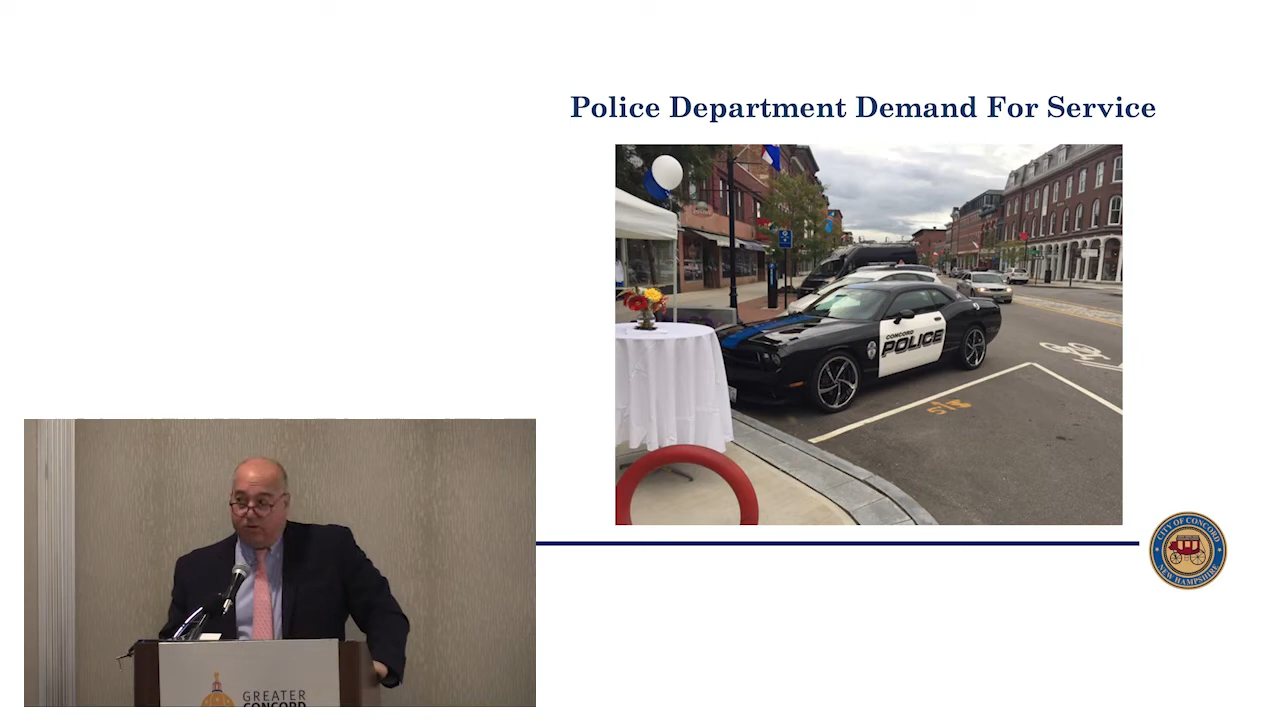 Police Department Demand For Service
CONCORD
POLICE
CITY OF CONCORD
NEW HAMPSHIRE
GREATER
CONCORD